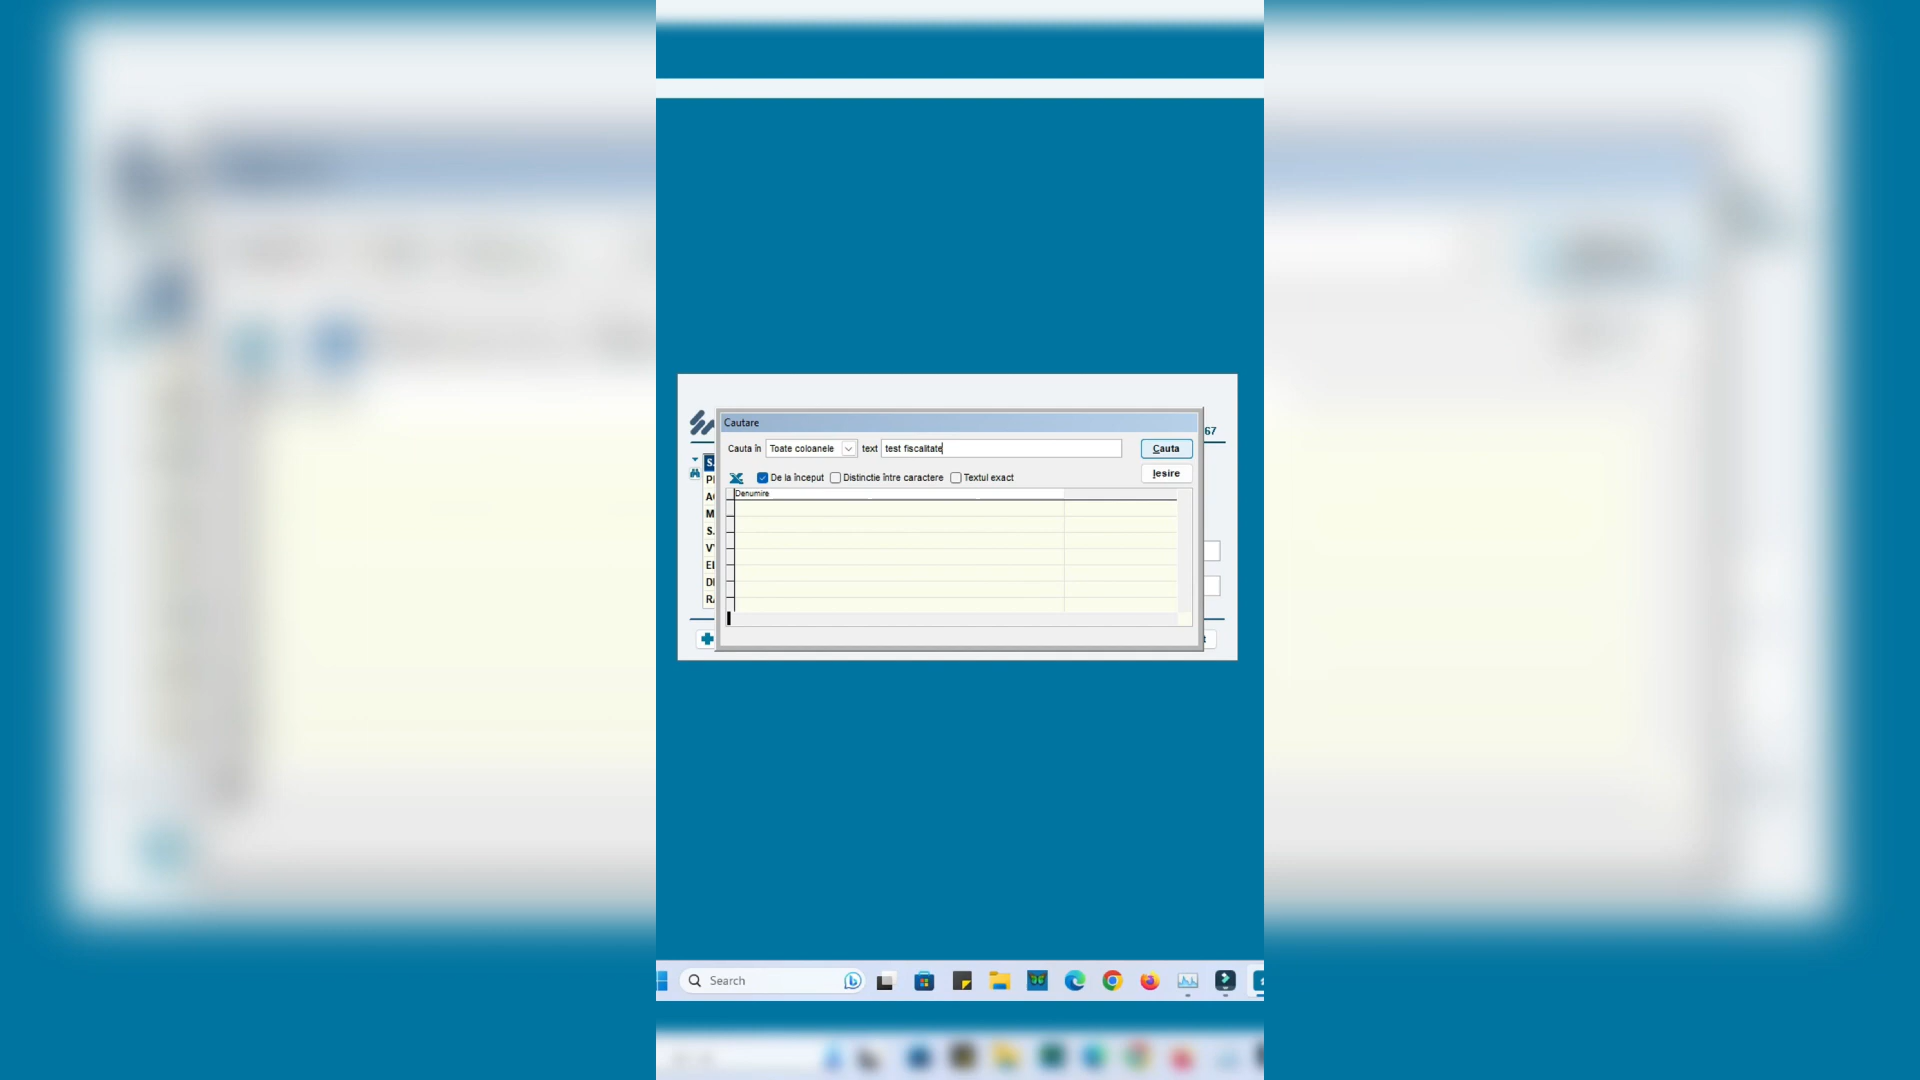 Cautare
67
Cauta în Toate coloanele text test fiscalitate Cauta
Iesire
De la început Distinctie între caractere Textul exact
Denumire
S
A
M
S.
V
EI
D
R
Search